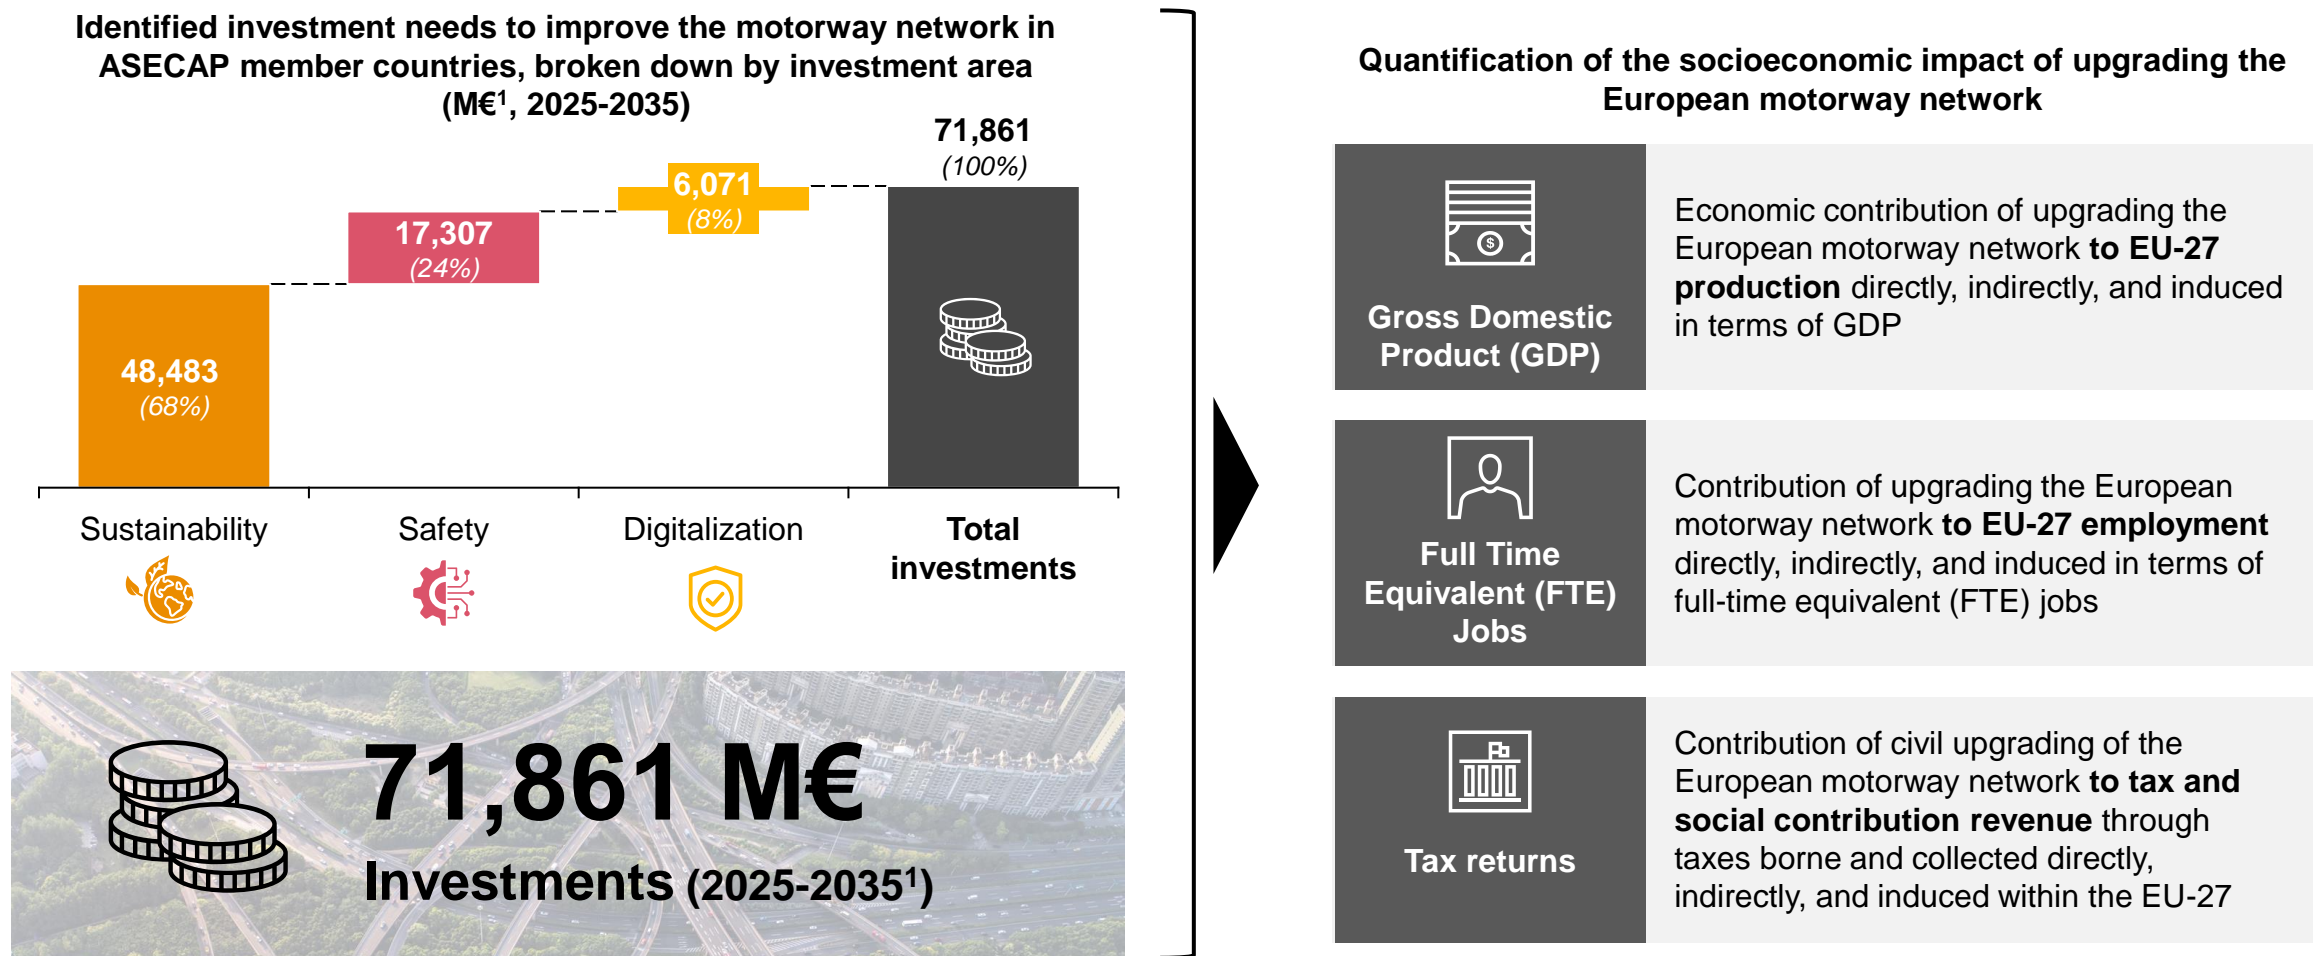 Identified investment needs to improve the motorway network in
ASECAP member countries, broken down by investment area
(M€¹, 2025-2035)
71,861
(100%)
6,071
(8%)
17,307
(24%)
48,483
(68%)
Sustainability
Safety
Digitalization
Total
investments
71,861 M€
Investments (2025-2035¹)
Quantification of the socioeconomic impact of upgrading the
European motorway network
$
Gross Domestic
Product (GDP)
Economic contribution of upgrading the
European motorway network to EU-27
production directly, indirectly, and induced
in terms of GDP
Full Time
Equivalent (FTE)
Jobs
Contribution of upgrading the European
motorway network to EU-27 employment
directly, indirectly, and induced in terms of
full-time equivalent (FTE) jobs
Tax returns
Contribution of civil upgrading of the
European motorway network to tax and
social contribution revenue through
taxes borne and collected directly,
indirectly, and induced within the EU-27